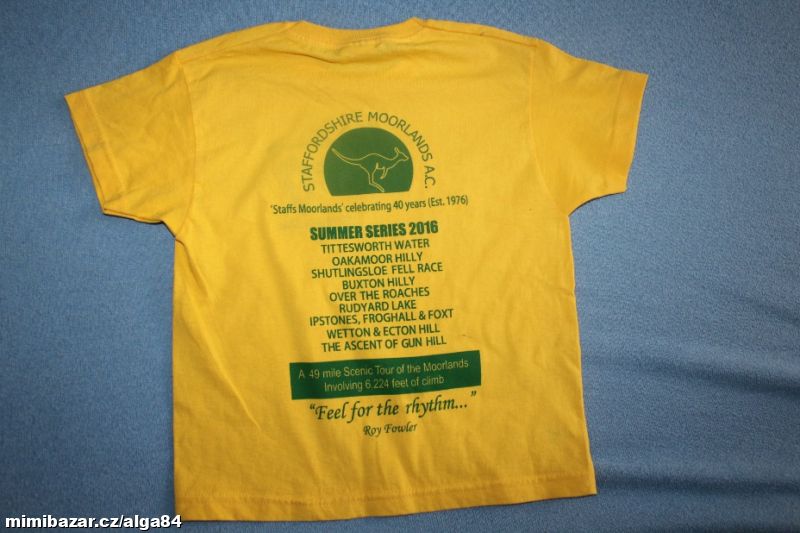 STAFFORDSHIRE MOORLANDS A.C.
'Staffs Moorlands' celebrating 40 years (Est. 1976)
SUMMER SERIES 2016
TITTESWORTH WATER
OAKAMOOR HILLY
SHUTLINGSLOE FELL RACE
BUXTON HILLY
OVER THE ROACHES
RUDYARD LAKE
IPSTONES, FROGHALL & FOXT
WETTON & ECTON HILL
THE ASCENT OF GUN HILL
A 49 mile Scenic Tour of the Moorlands
Involving 6,224 feet of climb
"Feel for the rhythm..."
Roy Fowler
mimibazar.cz/alga84